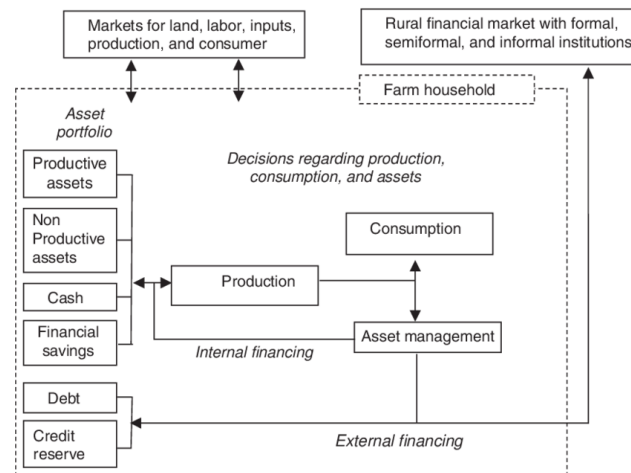 Markets for land, labor, inputs,
production, and consumer
Rural financial market with formal,
semiformal, and informal institutions
Farm household
Asset
portfolio
Decisions regarding production,
consumption, and assets
Productive
assets
Non
Productive
assets
Cash
Financial
savings
Production
Consumption
Asset management
Internal financing
Debt
Credit
reserve
External financing